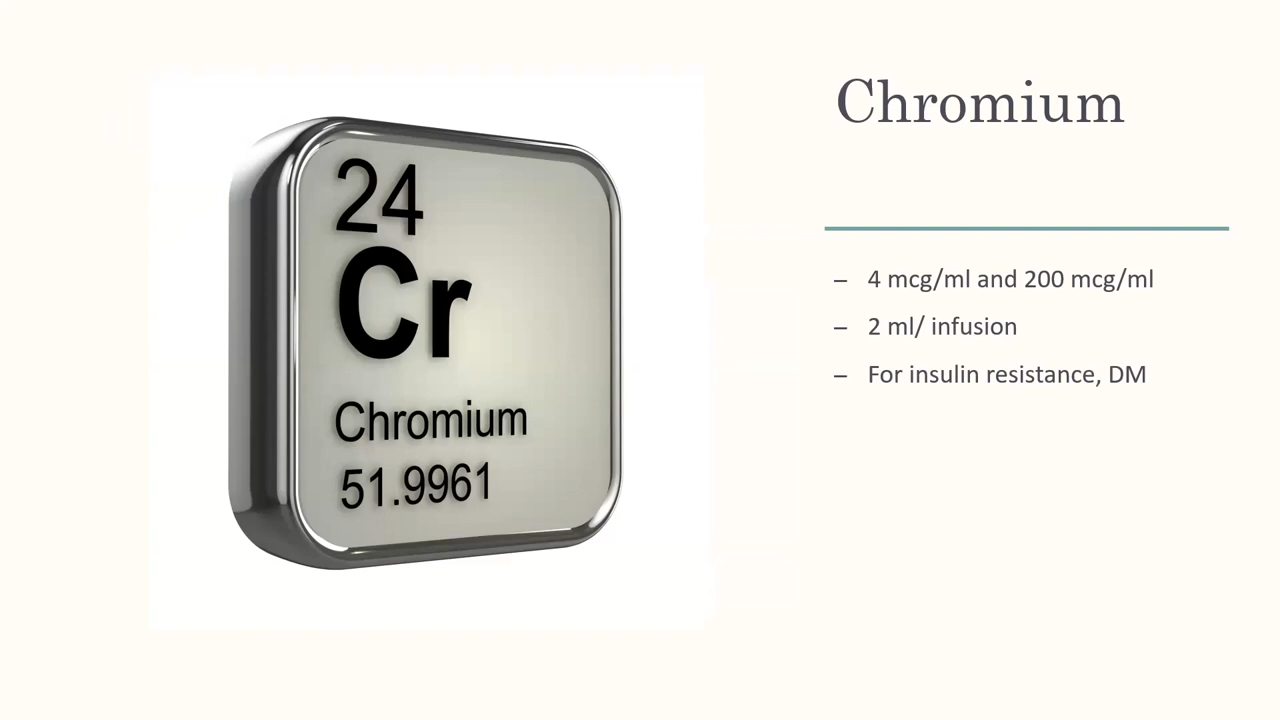 24
Cr
Chromium
51.9961
Chromium
– 4 mcg/ml and 200 mcg/ml
– 2 ml/ infusion
– For insulin resistance, DM